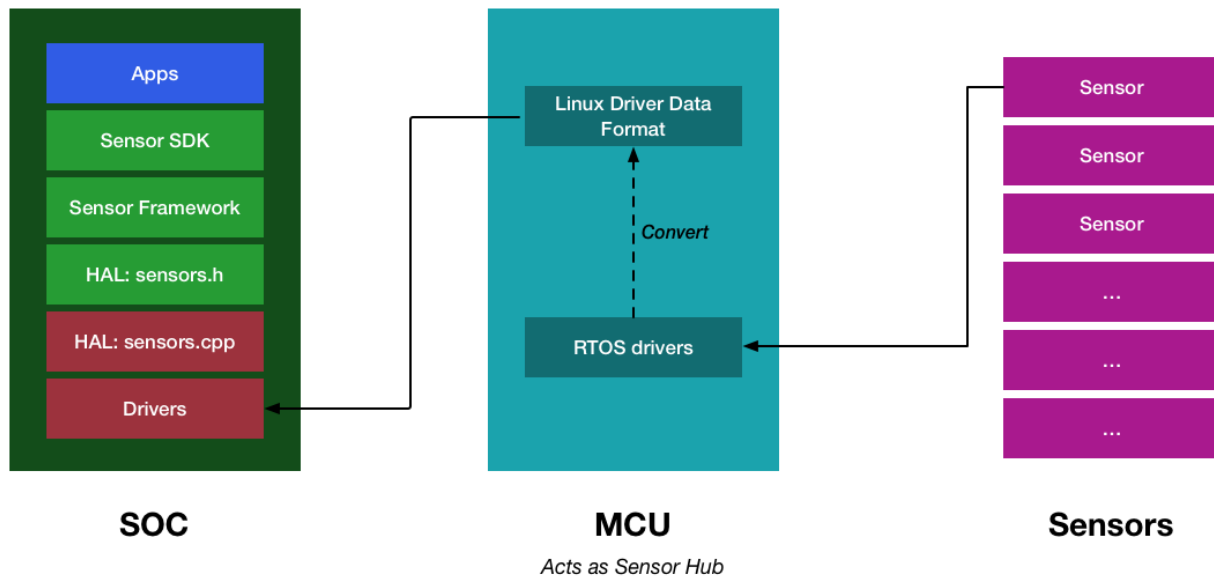 Apps
Sensor SDK
Sensor Framework
HAL: sensors.h
HAL: sensors.cpp
Drivers
SOC
Linux Driver Data
Format
Convert
RTOS drivers
MCU
Acts as Sensor Hub
Sensor
Sensor
Sensor
...
...
...
Sensors